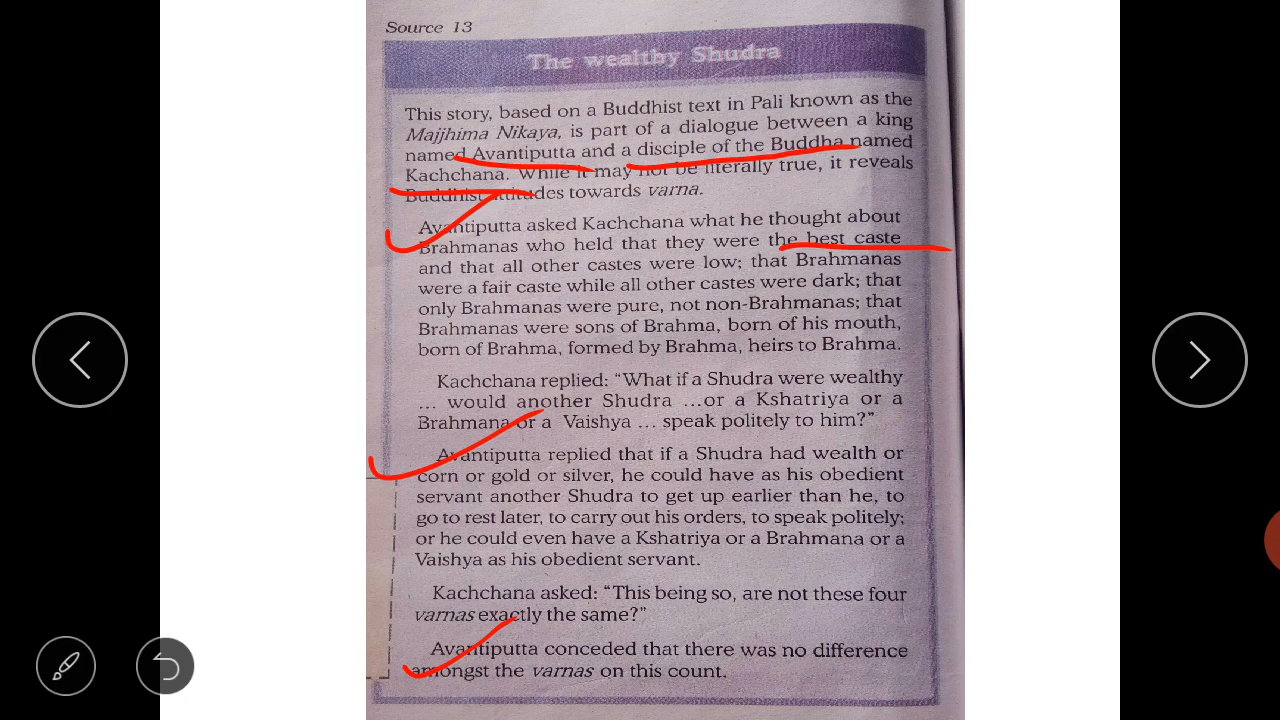 Source 13
The wealthy Shudra
This story, based on a Buddhist text in Pali known as the
Majjhima Nikaya, is part of a dialogue between a king
named Avantiputta and a disciple of the Buddha named
Kachchana. While it may not be literally true, it reveals
Buddhist attitudes towards varna.
Avantiputta asked Kachchana what he thought about
Brahmanas who held that they were the best caste
and that all other castes were low; that Brahmanas
were a fair caste while all other castes were dark; that
only Brahmanas were pure, not non-Brahmanas; that
Brahmanas were sons of Brahma, born of his mouth,
born of Brahma, formed by Brahma, heirs to Brahma.
Kachchana replied: “What if a Shudra were wealthy
... would another Shudra ...or a Kshatriya or a
Brahmana or a Vaishya ... speak politely to him?”
Avantiputta replied that if a Shudra had wealth or
corn or gold or silver, he could have as his obedient
servant another Shudra to get up earlier than he, to
go to rest later, to carry out his orders, to speak politely;
or he could even have a Kshatriya or a Brahmana or a
Vaishya as his obedient servant.
Kachchana asked: “This being so, are not these four
varnas exactly the same?”
Avantiputta conceded that there was no difference
amongst the varnas on this count.